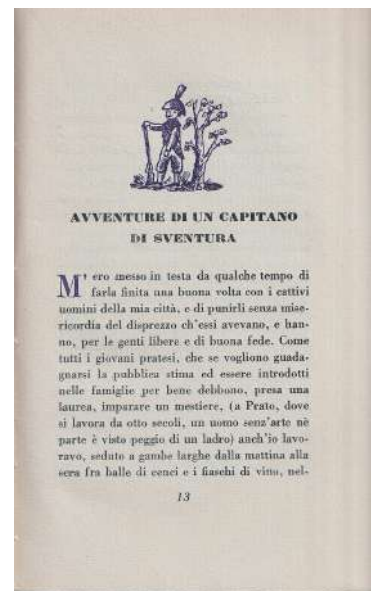 AVVENTURE DI UN CAPITANO
DI SVENTURA
M' ero messo in testa da qualche tempo di
farla finita una buona volta con i cattivi
uomini della mia città, e di punirli senza mise-
ricordia del disprezzo ch'essi avevano, e han-
no, per le genti libere e di buona fede. Come
tutti i giovani pratesi, che se vogliono guada-
gnarsi la pubblica stima ed essere introdotti
nelle famiglie per bene debbono, presa una
laurea, imparare un mestiere, (a Prato, dove
si lavora da otto secoli, un uomo senz'arte nè
parte è visto peggio di un ladro) anch'io lavo-
ravo, seduto a gambe larghe dalla mattina alla
sera fra balle di cenci e i fiaschi di vino, nel-
13